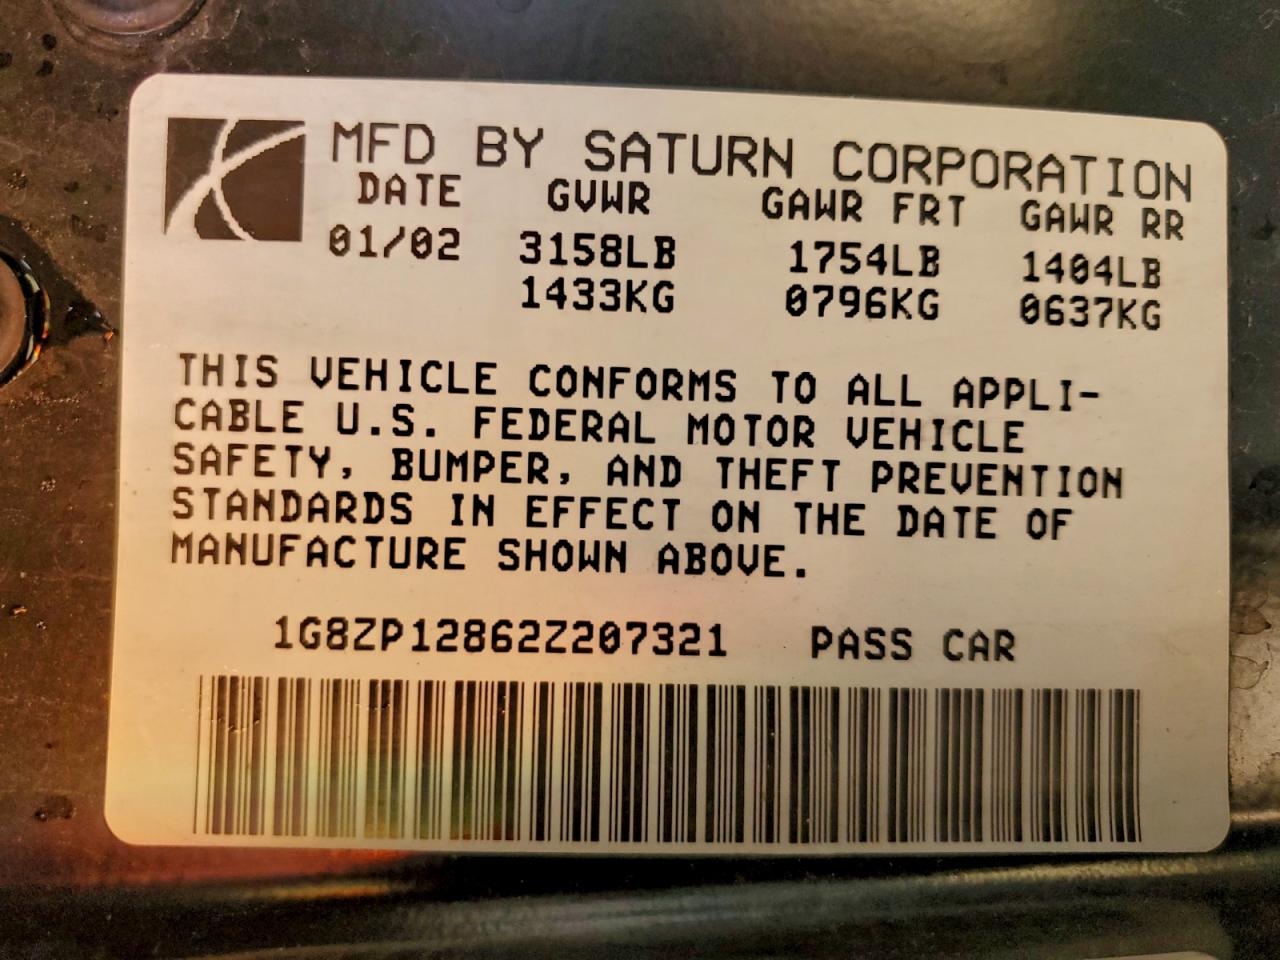 MFD BY SATURN CORPORATION
DATE GVWR GAWR FRT GAWR RR
01/02 3158LB 1754LB 1404LB
1433KG 0796KG 0637KG
THIS VEHICLE CONFORMS TO ALL APPLI-
CABLE U.S. FEDERAL MOTOR VEHICLE
SAFETY, BUMPER, AND THEFT PREVENTION
STANDARDS IN EFFECT ON THE DATE OF
MANUFACTURE SHOWN ABOVE.
1G8ZP12862Z207321 PASS CAR